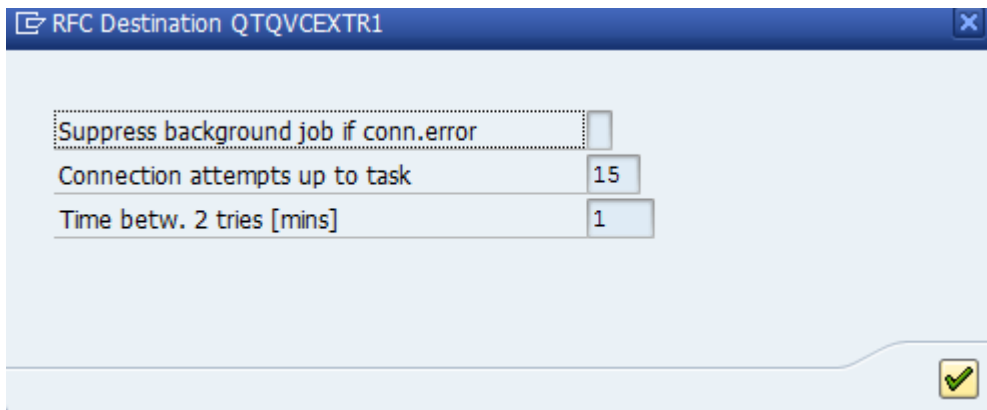 RFC Destination QTQVCEXTR1
Suppress background job if conn.error
Connection attempts up to task 15
Time betw. 2 tries [mins] 1